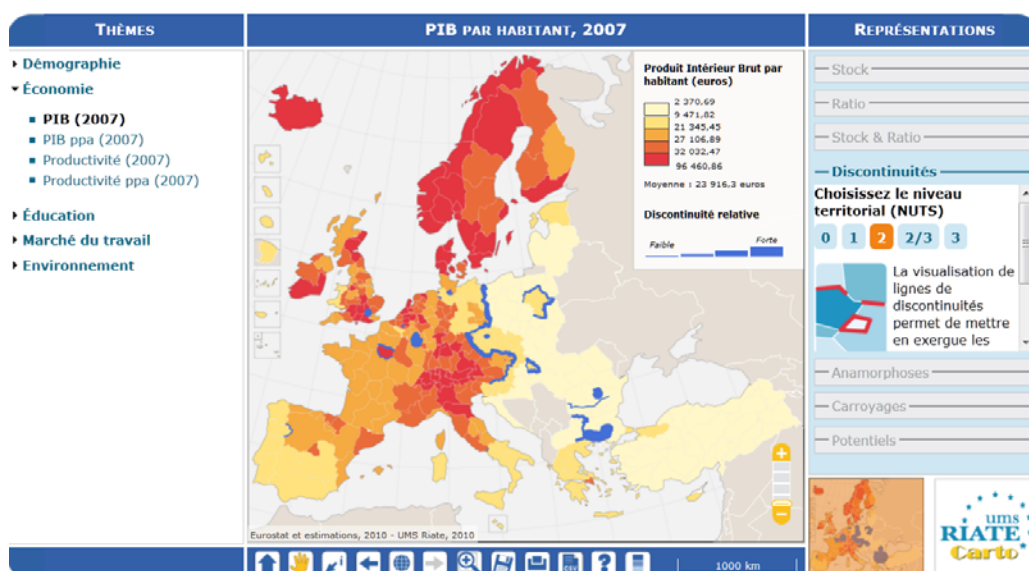 THÈMES
PIB PAR HABITANT, 2007
REPRÉSENTATIONS
Démographie
Économie
PIB (2007)
PIB ppa (2007)
Productivité (2007)
Productivité ppa (2007)
Éducation
Marché du travail
Environnement
Produit Intérieur Brut par
habitant (euros)
2 370,69
9 471,82
21 345,45
27 106,89
32 032,47
96 460,86
Moyenne : 23 916,3 euros
Discontinuité relative
Faible
Forte
Eurostat et estimations, 2010 - UMS Riate, 2010
1000 km
Stock
Ratio
Stock & Ratio
Discontinuités
Choisissez le niveau
territorial (NUTS)
0 1 2 2/3 3
La visualisation de
lignes de
discontinuités
permet de mettre
en exergue les
Anamorphoses
Carroyages
Potentiels
CSV
?
ums
RIATE
Carto